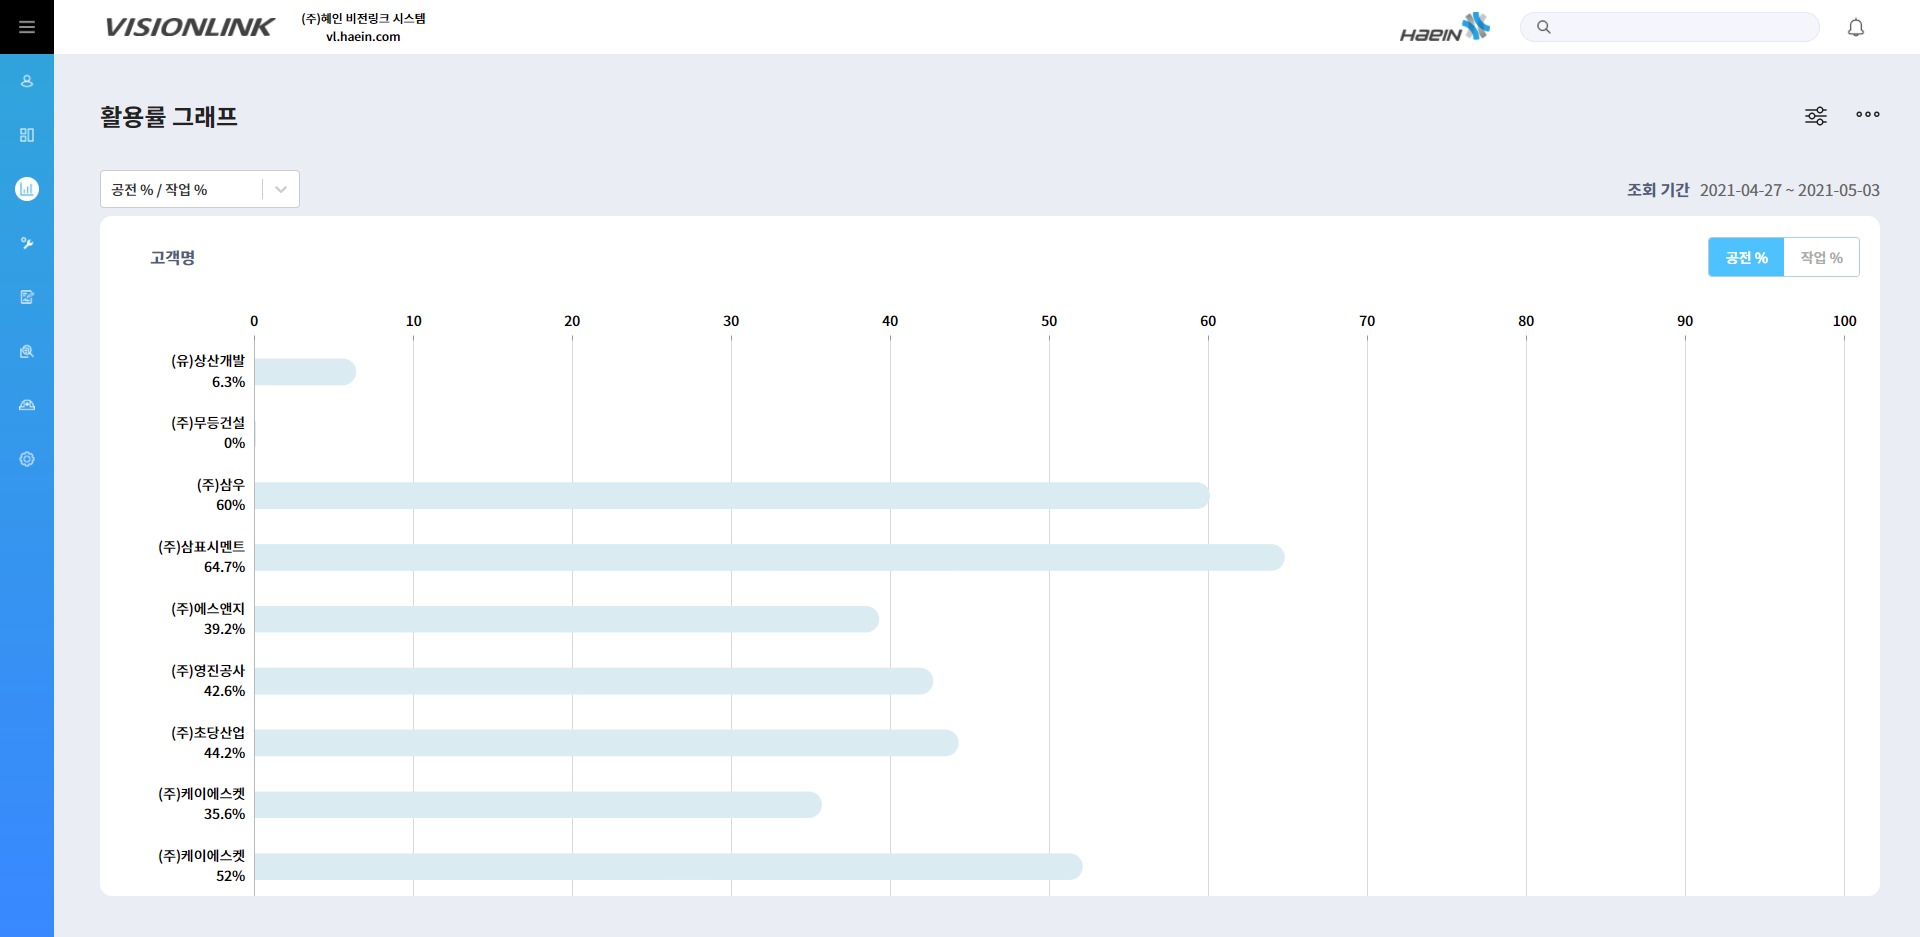 VISIONLINK
(주)혜인 비전링크 시스템
vl.haein.com
HAEIN
활용률 그래프
공전 % / 작업 %
조회 기간 2021-04-27 ~ 2021-05-03
고객명
공전 % 작업 %
0 10 20 30 40 50 60 70 80 90 100
(유)상산개발
6.3%
(주)무등건설
0%
(주)삼우
60%
(주)삼표시멘트
64.7%
(주)에스앤지
39.2%
(주)영진공사
42.6%
(주)초당산업
44.2%
(주)케이에스켓
35.6%
(주)케이에스켓
52%